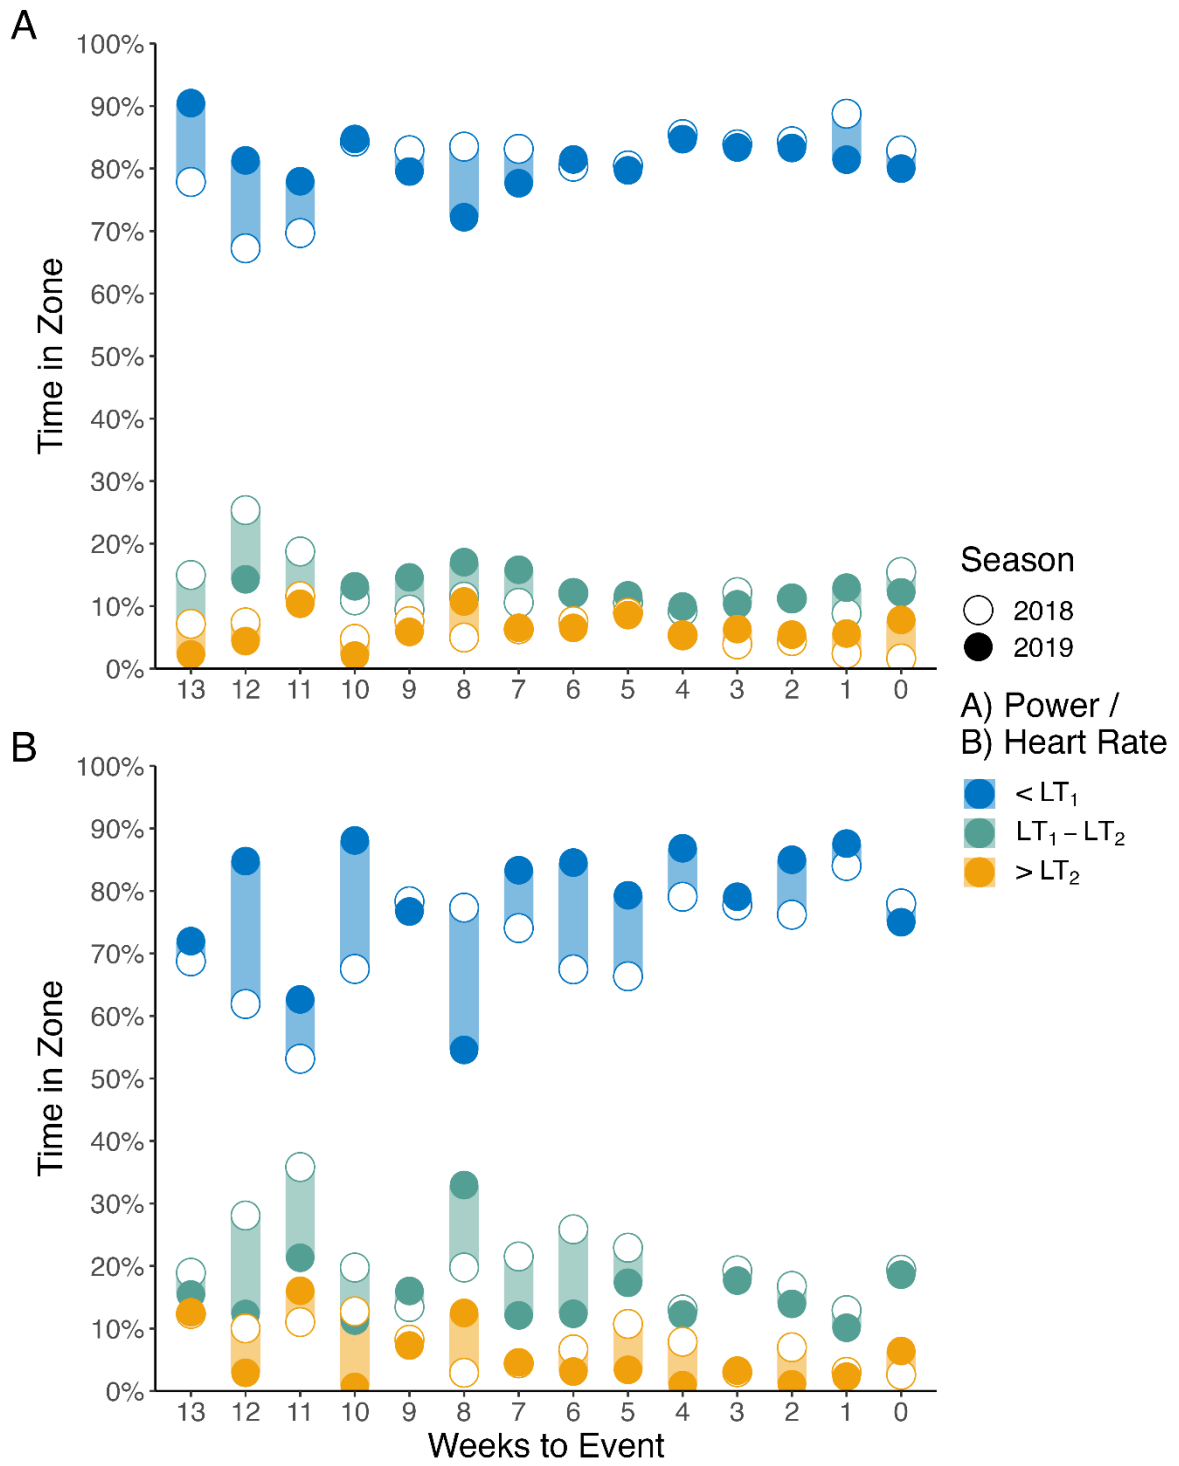 A
100%
90%
80%
70%
60%
50%
40%
30%
20%
10%
0%
Time in Zone
13 12 11 10 9 8 7 6 5 4 3 2 1 0
B
100%
90%
80%
70%
60%
50%
40%
30%
20%
10%
0%
Time in Zone
13 12 11 10 9 8 7 6 5 4 3 2 1 0
Weeks to Event
Season
2018
2019
A) Power /
B) Heart Rate
< LT₁
LT₁ – LT₂
> LT₂